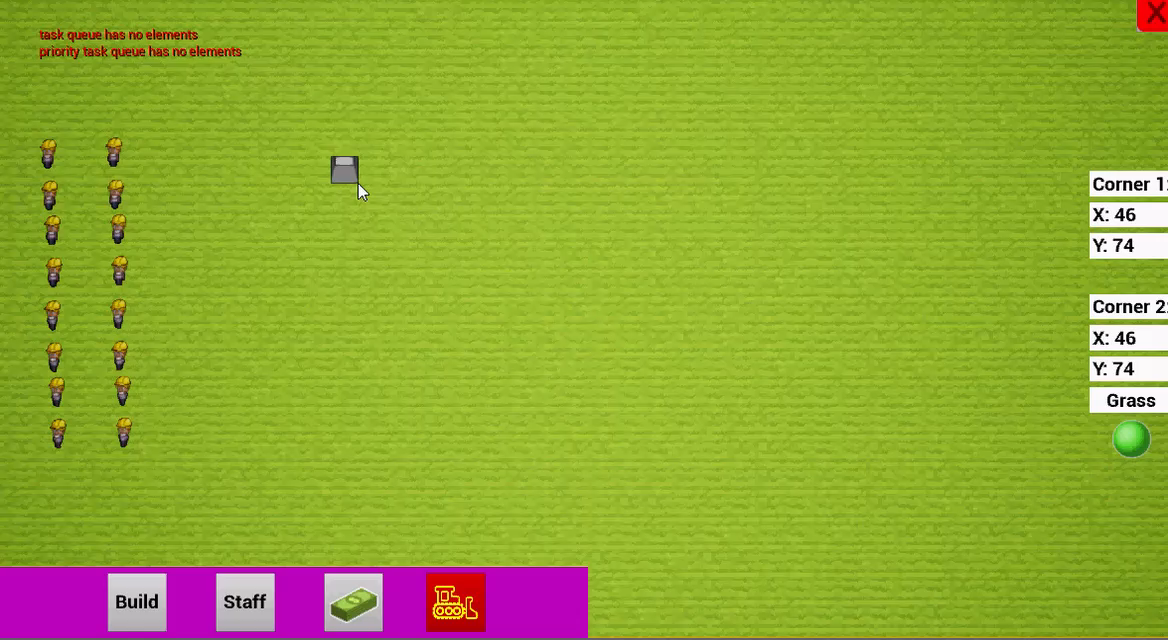 task queue has no elements
priority task queue has no elements
Corner 1:
X: 46
Y: 74
Corner 2:
X: 46
Y: 74
Grass
Build
Staff